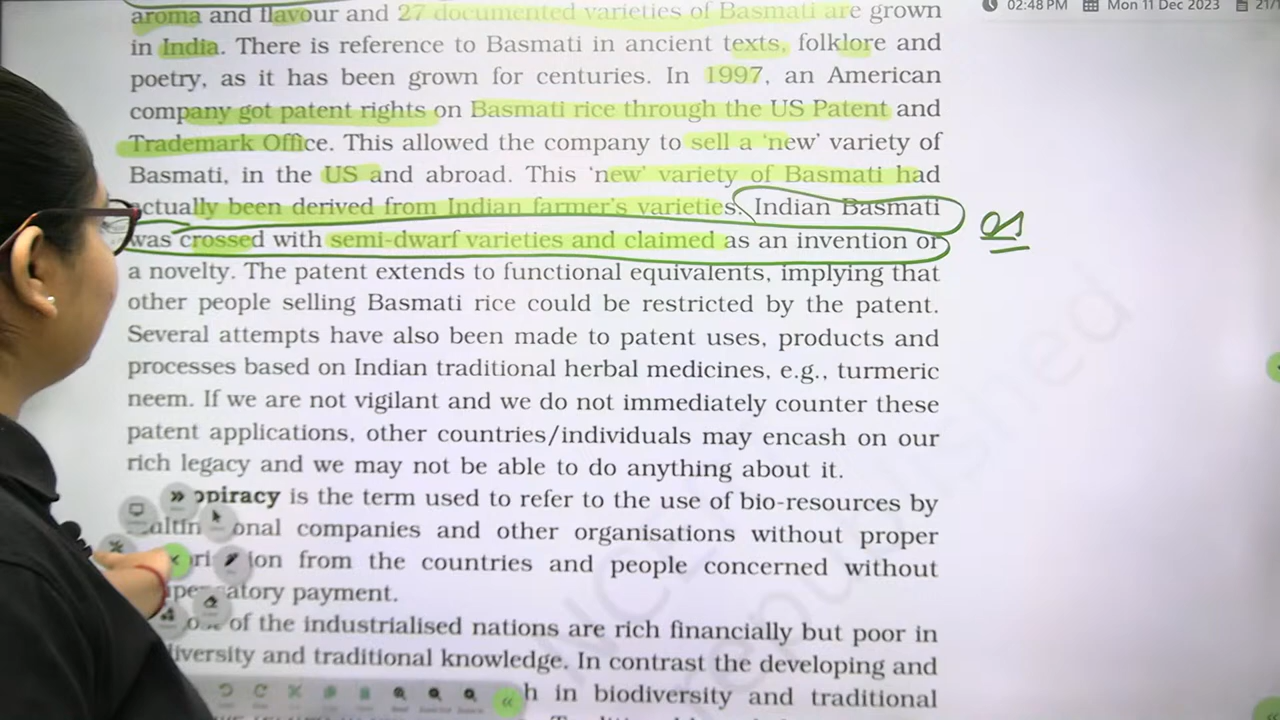 02:48 PM Mon 11 Dec 2023
aroma and flavour and 27 documented varieties of Basmati are grown
in India. There is reference to Basmati in ancient texts, folklore and
poetry, as it has been grown for centuries. In 1997, an American
company got patent rights on Basmati rice through the US Patent and
Trademark Office. This allowed the company to sell a ‘new’ variety of
Basmati, in the US and abroad. This ‘new’ variety of Basmati had
actually been derived from Indian farmer’s varieties. Indian Basmati
was crossed with semi-dwarf varieties and claimed as an invention or
a novelty. The patent extends to functional equivalents, implying that
other people selling Basmati rice could be restricted by the patent.
Several attempts have also been made to patent uses, products and
processes based on Indian traditional herbal medicines, e.g., turmeric
neem. If we are not vigilant and we do not immediately counter these
patent applications, other countries/individuals may encash on our
rich legacy and we may not be able to do anything about it.
opiracy is the term used to refer to the use of bio-resources by
onal companies and other organisations without proper
ion from the countries and people concerned without
atory payment.
of the industrialised nations are rich financially but poor in
iversity and traditional knowledge. In contrast the developing and
h in biodiversity and traditional